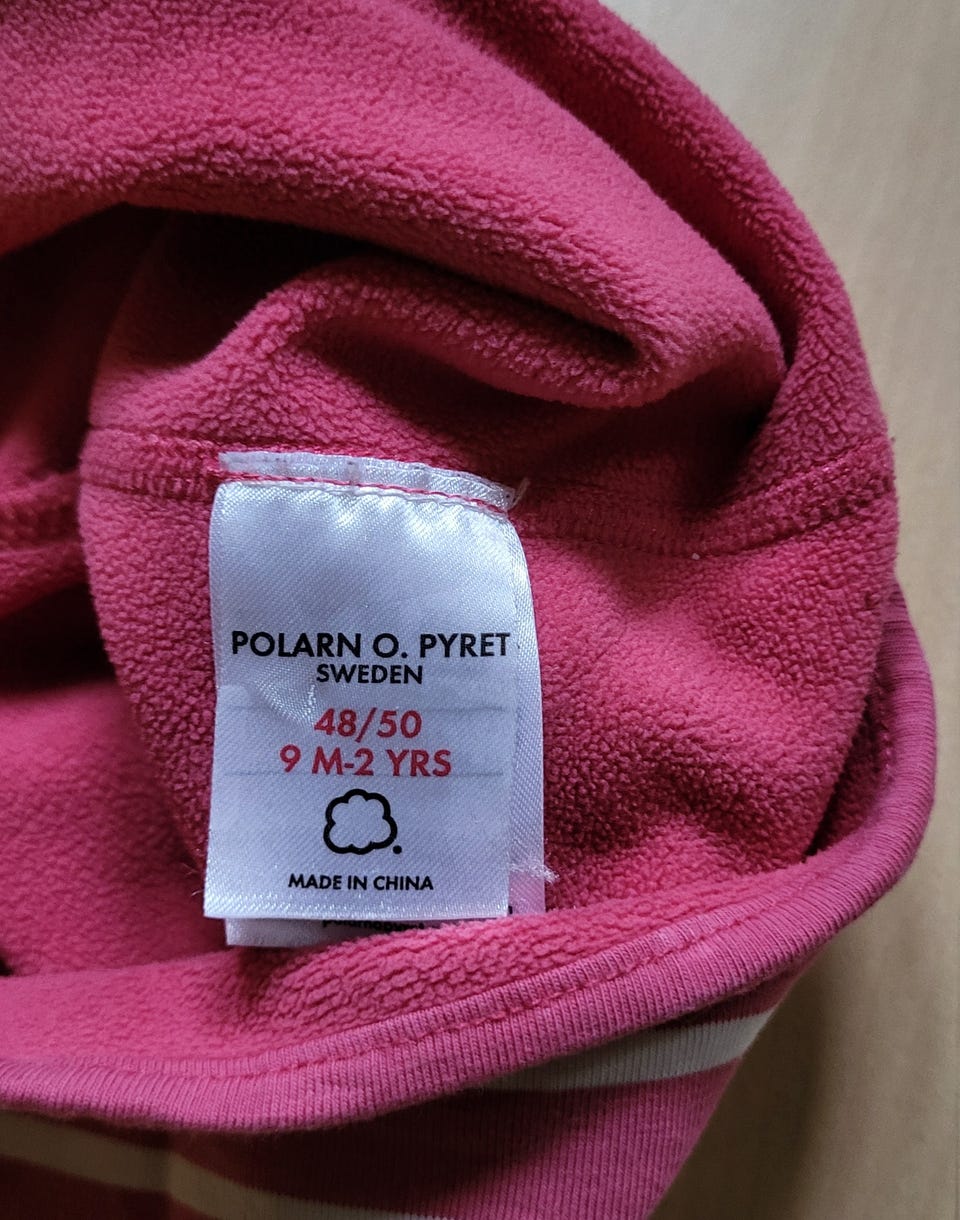 POLARN O. PYRET
SWEDEN
48/50
9 M-2 YRS
MADE IN CHINA